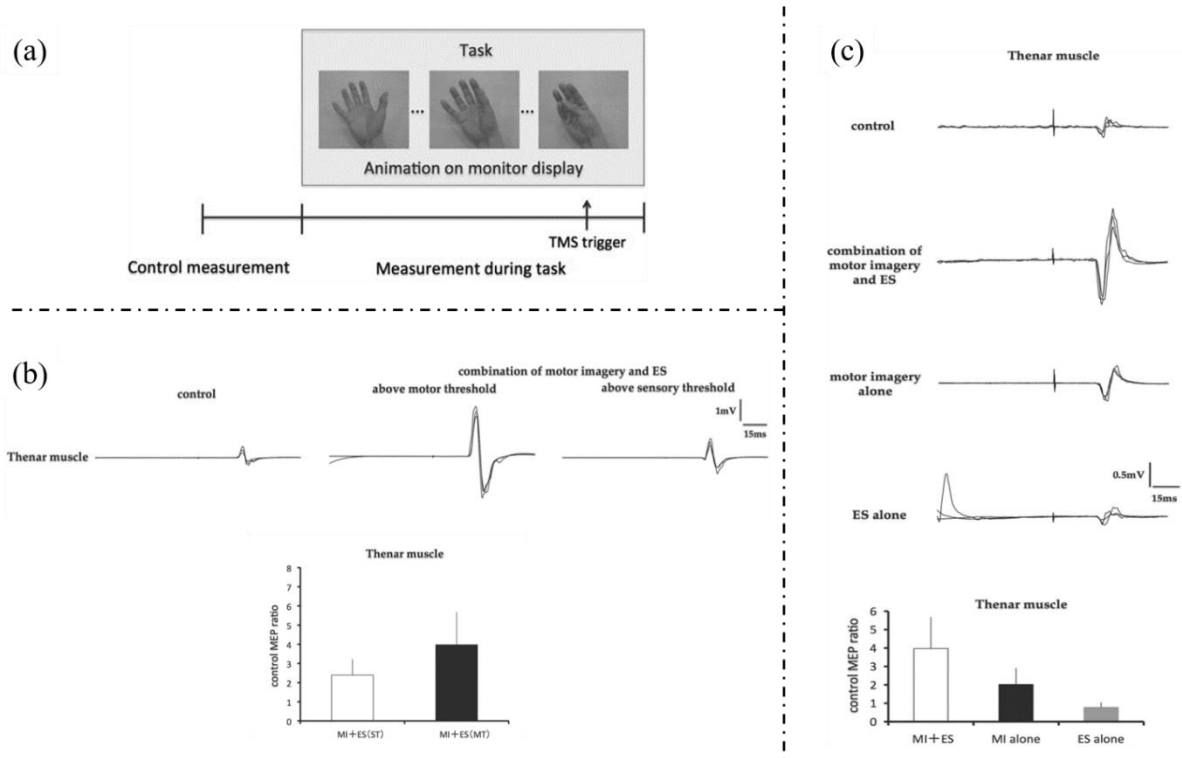 (a)
Task
... ...
Animation on monitor display
TMS trigger
Control measurement
Measurement during task
(b)
combination of motor imagery and ES
control
above motor threshold
above sensory threshold
1mV
15ms
Thenar muscle
Thenar muscle
control MEP ratio
8
7
6
5
4
3
2
1
0
MI+ES(ST)
MI+ES(MT)
(c)
Thenar muscle
control
combination of
motor imagery
and ES
motor imagery
alone
0.5mV
15ms
ES alone
Thenar muscle
control MEP ratio
6
5
4
3
2
1
0
MI+ES
MI alone
ES alone